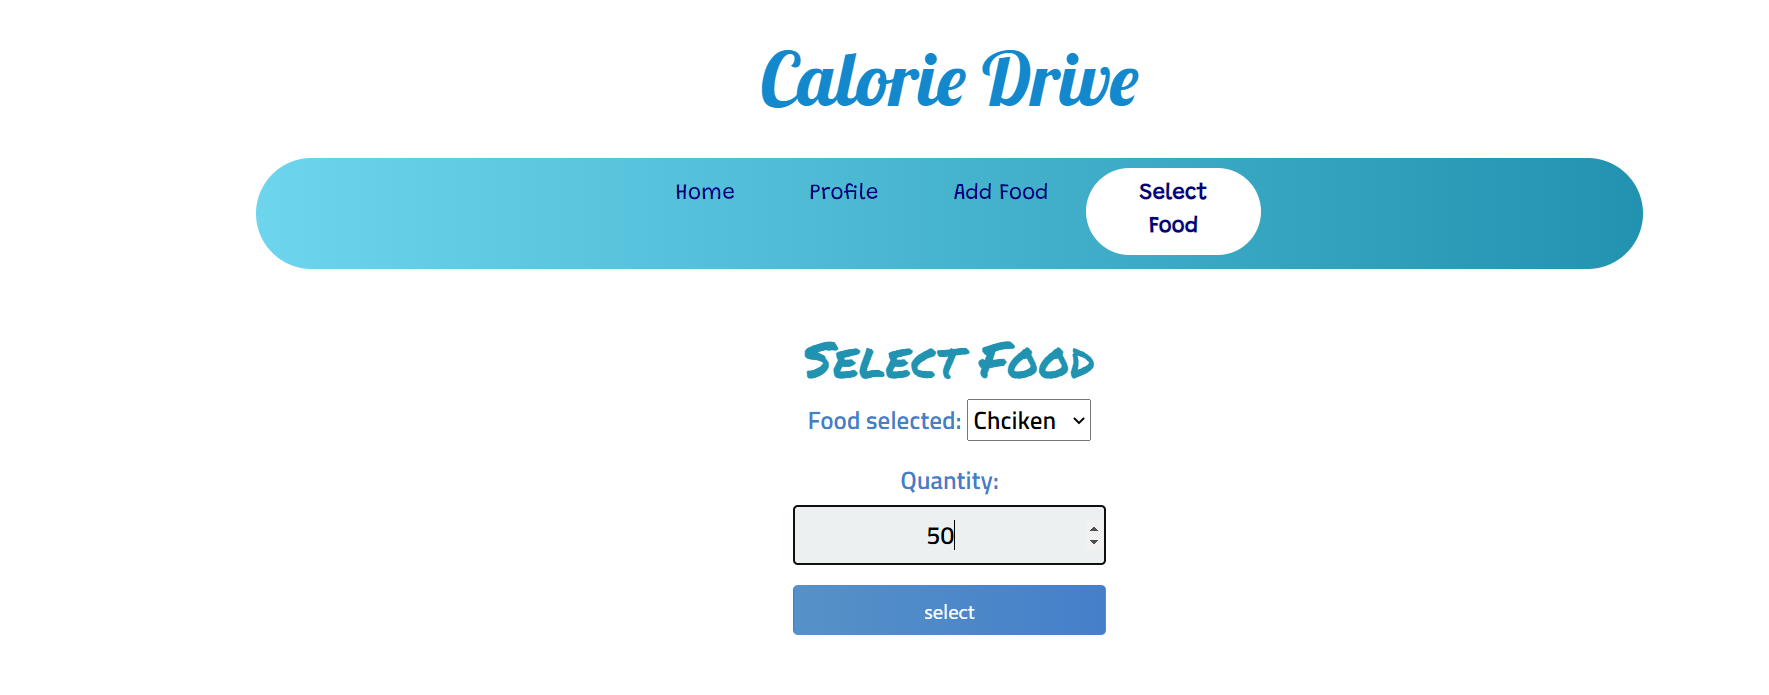 Calorie Drive
Home Profile Add Food Select
Food
Select Food
Food selected: Chciken
Quantity:
50
select